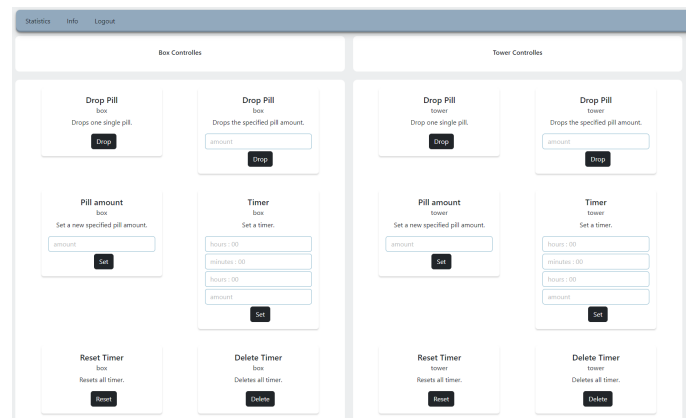 Statistics Info Logout
Box Controlles
Tower Controlles
Drop Pill
box
Drops one single pill.
Drop
Drop Pill
box
Drops the specified pill amount.
amount
Drop
Pill amount
box
Set a new specified pill amount.
amount
Set
Timer
box
Set a timer.
hours : 00
minutes : 00
hours : 00
amount
Set
Reset Timer
box
Resets all timer.
Reset
Delete Timer
box
Deletes all timer.
Delete
Drop Pill
tower
Drop one single pill.
Drop
Drop Pill
tower
Drops the specified pill amount.
amount
Drop
Pill amount
tower
Set a new specified pill amount.
amount
Set
Timer
tower
Set a timer.
hours : 00
minutes : 00
hours : 00
amount
Set
Reset Timer
tower
Resets all timer.
Reset
Delete Timer
tower
Deletes all timer.
Delete